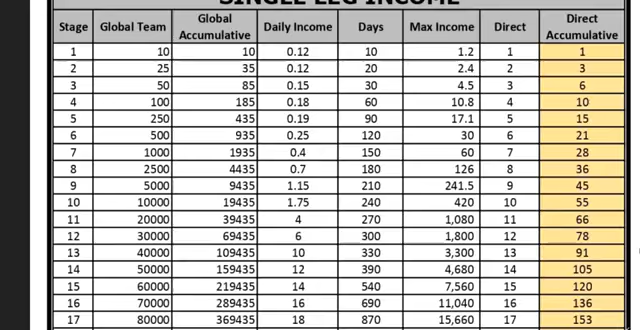 SINGLE LEG INCOME
Stage Global Team Global Accumulative Daily Income Days Max Income Direct Direct Accumulative
1 10 10 0.12 10 1.2 1 1
2 25 35 0.12 20 2.4 2 3
3 50 85 0.15 30 4.5 3 6
4 100 185 0.18 60 10.8 4 10
5 250 435 0.19 90 17.1 5 15
6 500 935 0.25 120 30 6 21
7 1000 1935 0.4 150 60 7 28
8 2500 4435 0.7 180 126 8 36
9 5000 9435 1.15 210 241.5 9 45
10 10000 19435 1.75 240 420 10 55
11 20000 39435 4 270 1,080 11 66
12 30000 69435 6 300 1,800 12 78
13 40000 109435 10 330 3,300 13 91
14 50000 159435 12 390 4,680 14 105
15 60000 219435 14 540 7,560 15 120
16 70000 289435 16 690 11,040 16 136
17 80000 369435 18 870 15,660 17 153